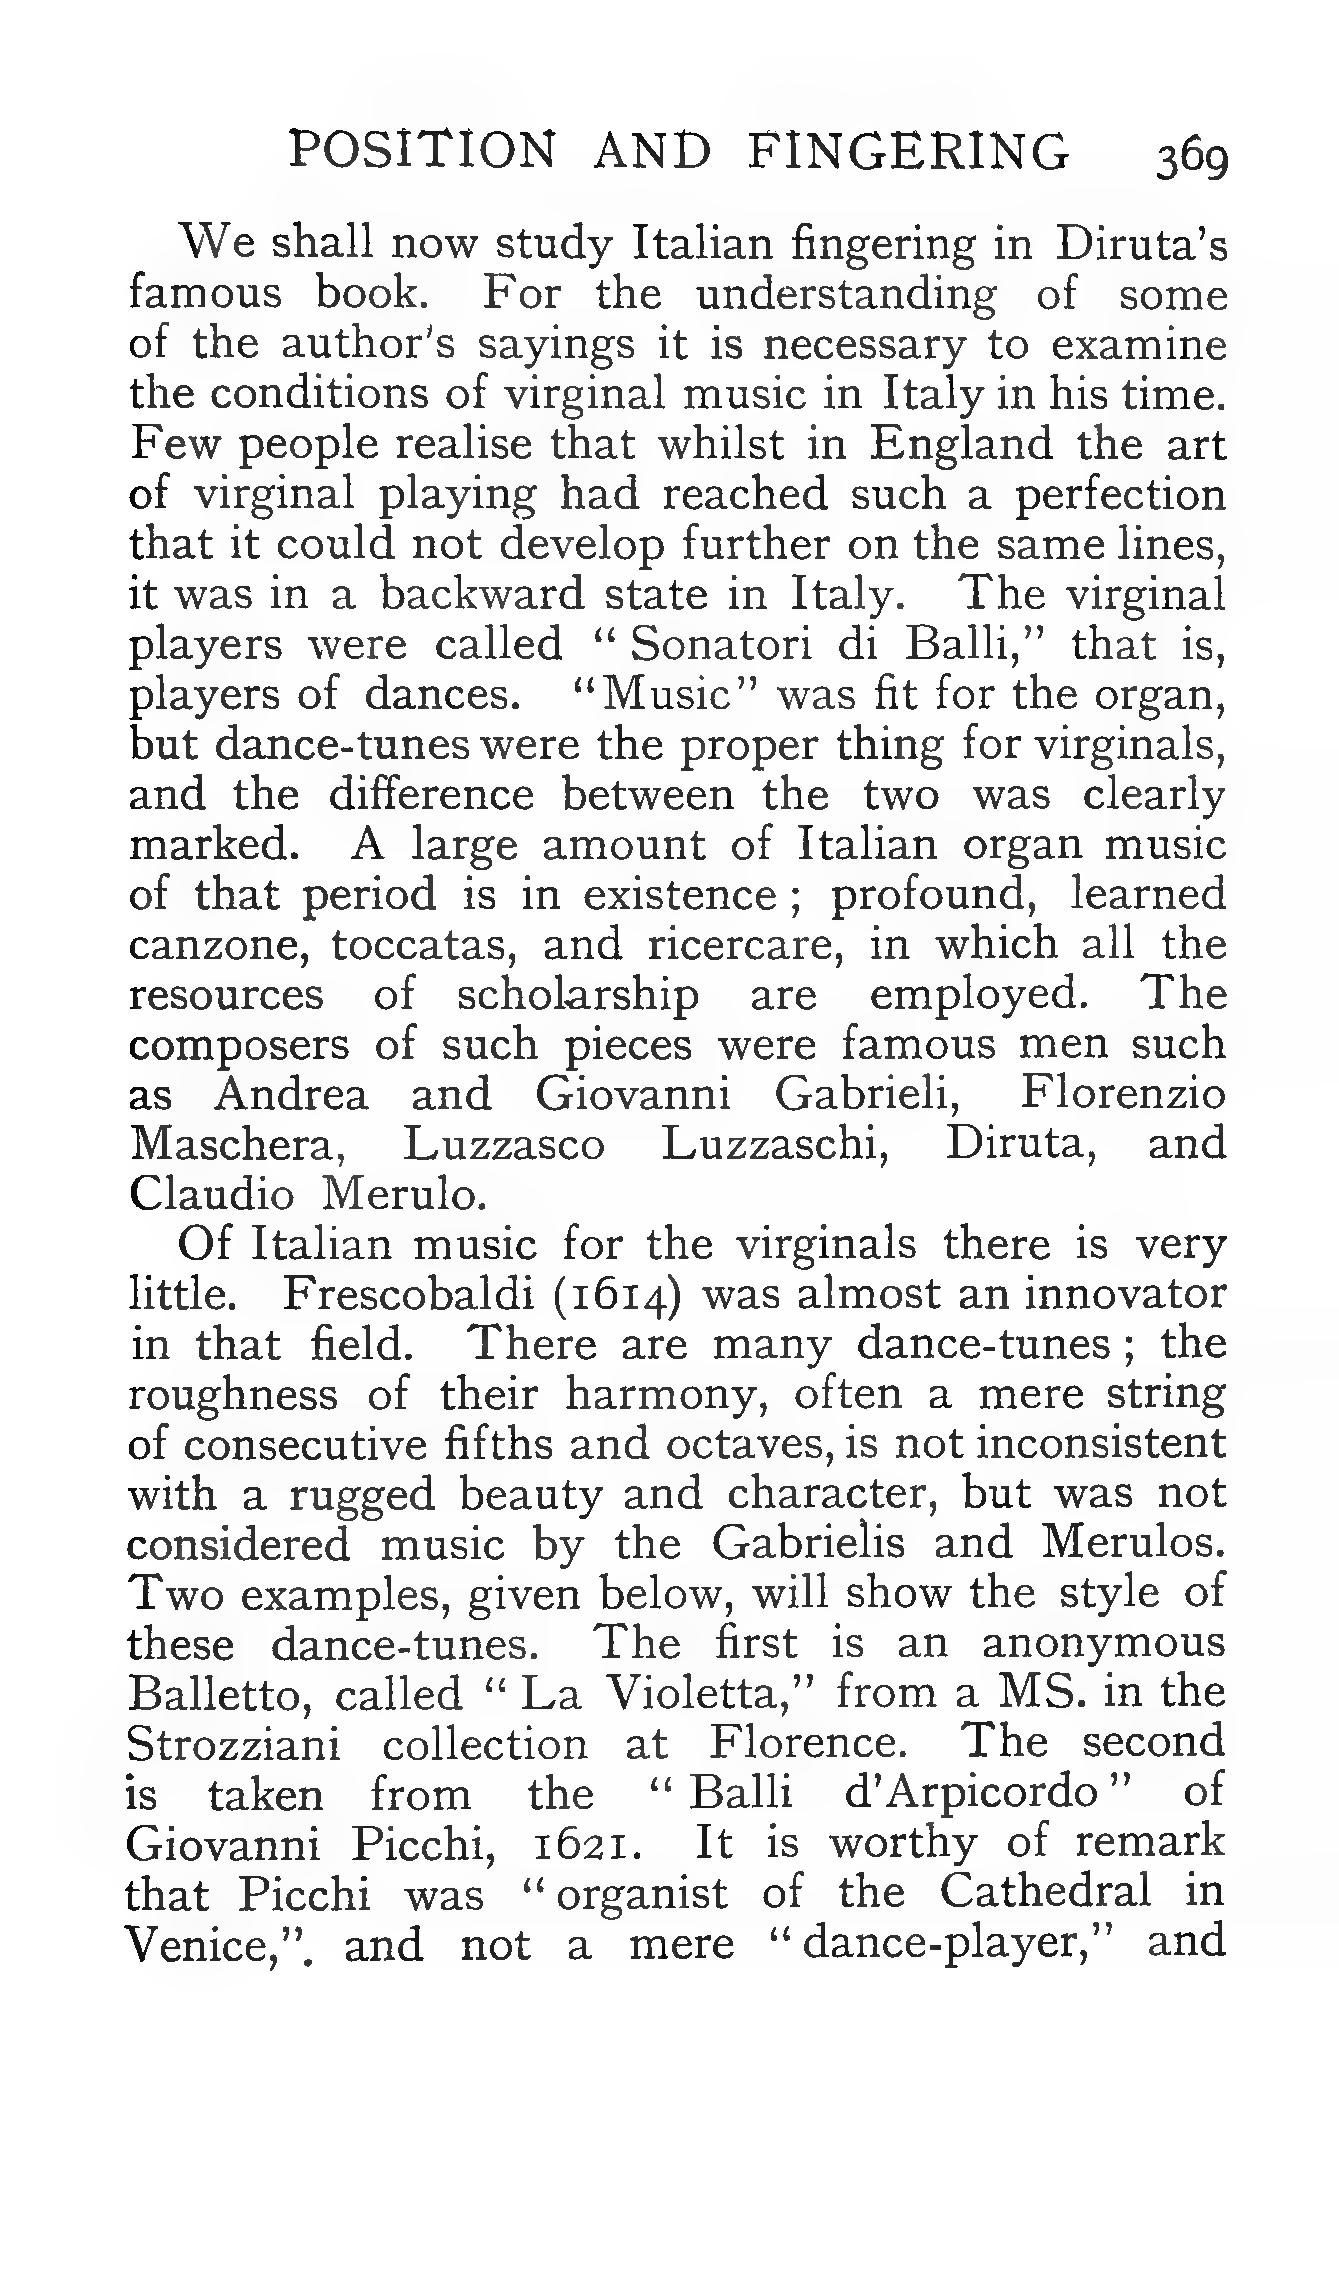 POSITION AND FINGERING 369
We shall now study Italian fingering in Diruta's
famous book. For the understanding of some
of the author's sayings it is necessary to examine
the conditions of virginal music in Italy in his time.
Few people realise that whilst in England the art
of virginal playing had reached such a perfection
that it could not develop further on the same lines,
it was in a backward state in Italy. The virginal
players were called “ Sonatori di Balli,” that is,
players of dances. “Music” was fit for the organ,
but dance-tunes were the proper thing for virginals,
and the difference between the two was clearly
marked. A large amount of Italian organ music
of that period is in existence ; profound, learned
canzone, toccatas, and ricercare, in which all the
resources of scholarship are employed. The
composers of such pieces were famous men such
as Andrea and Giovanni Gabrieli, Florenzio
Maschera, Luzzasco Luzzaschi, Diruta, and
Claudio Merulo.
Of Italian music for the virginals there is very
little. Frescobaldi (1614) was almost an innovator
in that field. There are many dance-tunes ; the
roughness of their harmony, often a mere string
of consecutive fifths and octaves, is not inconsistent
with a rugged beauty and character, but was not
considered music by the Gabrielis and Merulos.
Two examples, given below, will show the style of
these dance-tunes. The first is an anonymous
Balletto, called “ La Violetta,” from a MS. in the
Strozziani collection at Florence. The second
is taken from the “ Balli d'Arpicordo ” of
Giovanni Picchi, 1621. It is worthy of remark
that Picchi was “ organist of the Cathedral in
Venice,”. and not a mere “ dance-player,” and